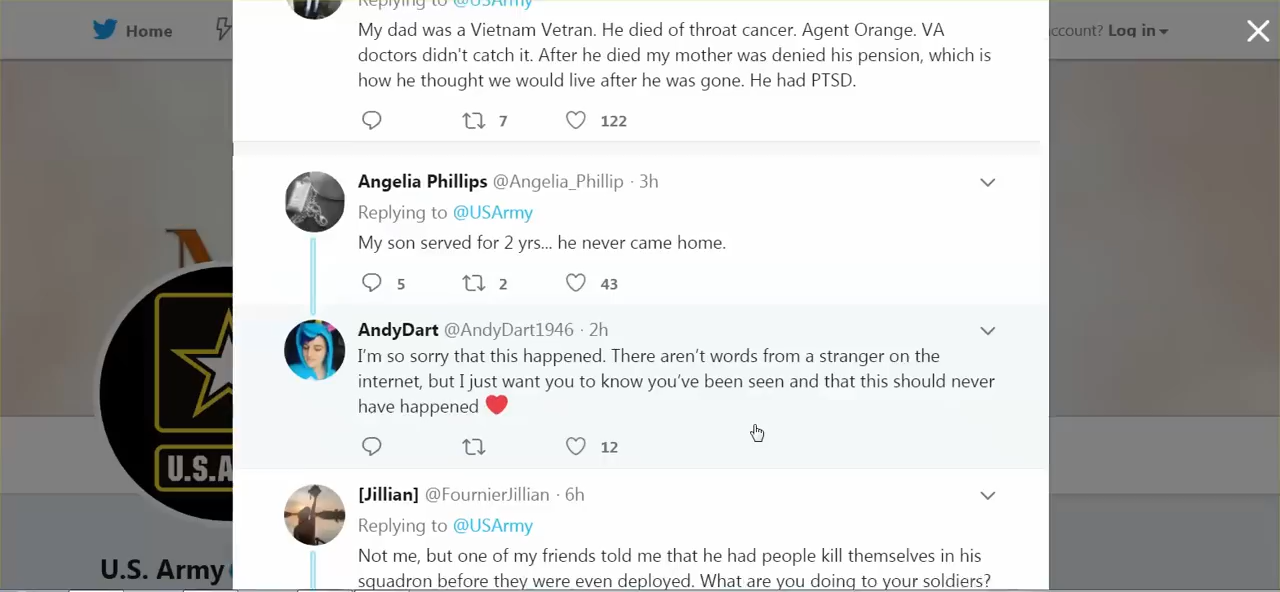 Home
ccount? Log in
Replying to @USArmy
My dad was a Vietnam Vetran. He died of throat cancer. Agent Orange. VA
doctors didn't catch it. After he died my mother was denied his pension, which is
how he thought we would live after he was gone. He had PTSD.
7 122
Angelia Phillips @Angelia_Phillip · 3h
Replying to @USArmy
My son served for 2 yrs... he never came home.
5 2 43
AndyDart @AndyDart1946 · 2h
I'm so sorry that this happened. There aren't words from a stranger on the
internet, but I just want you to know you've been seen and that this should never
have happened ❤
12
U.S.A
[Jillian] @FournierJillian · 6h
Replying to @USArmy
Not me, but one of my friends told me that he had people kill themselves in his
squadron before they were even deployed. What are you doing to your soldiers?
U.S. Army